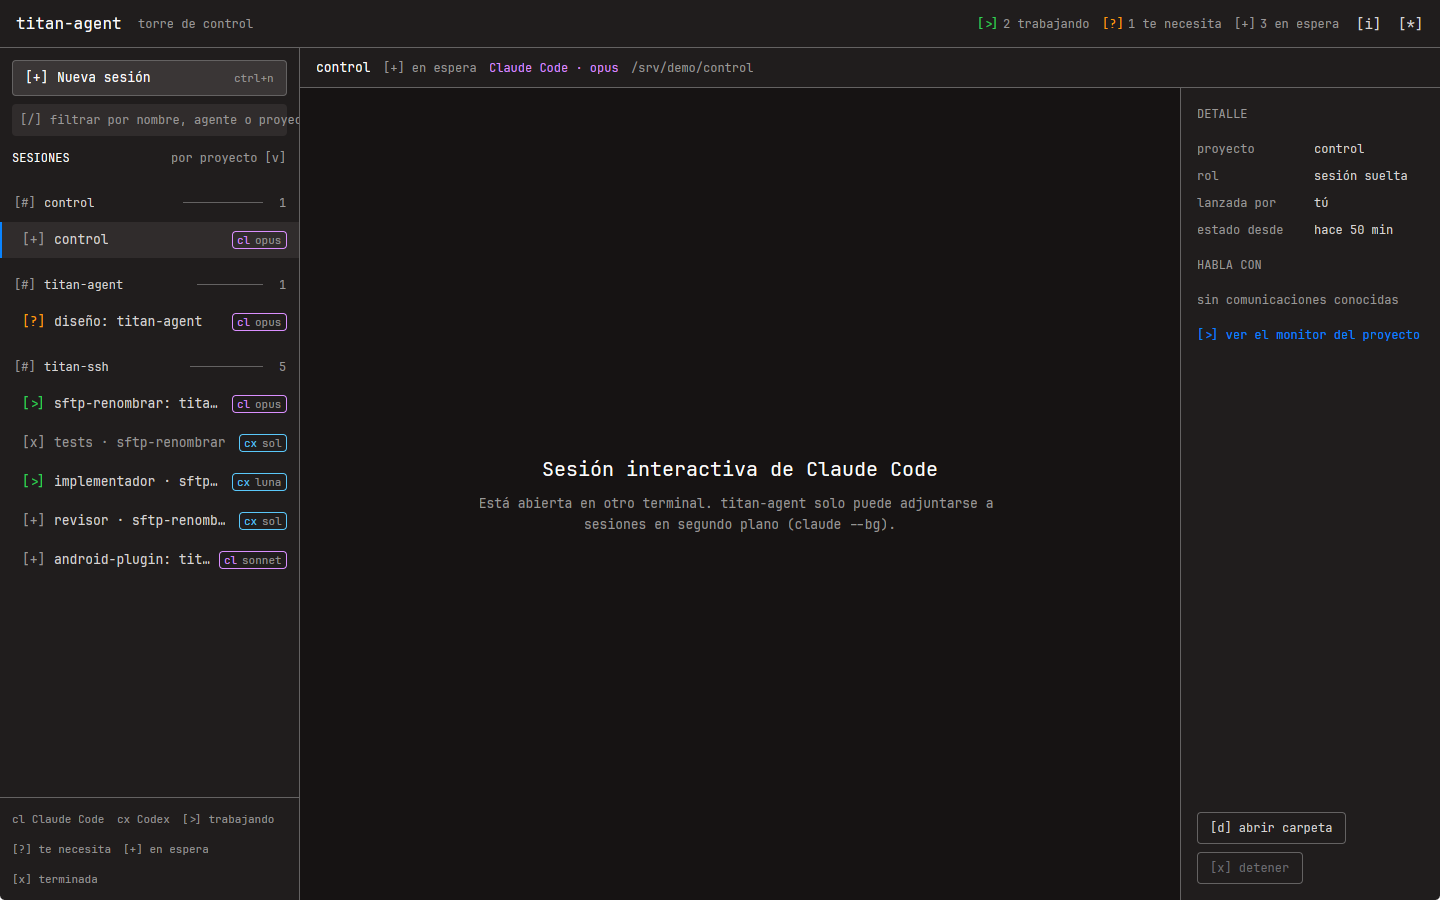 titan-agent torre de control [>] 2 trabajando [?] 1 te necesita [+] 3 en espera [i] [*]
[+] Nueva sesión ctrl+n
[/] filtrar por nombre, agente o proyec
SESIONES por proyecto [v]
[#] control 1
[+] control cl opus
[#] titan-agent 1
[?] diseño: titan-agent cl opus
[#] titan-ssh 5
[>] sftp-renombrar: tita… cl opus
[x] tests · sftp-renombrar cx sol
[>] implementador · sftp… cx luna
[+] revisor · sftp-renomb… cx sol
[+] android-plugin: tit… cl sonnet
cl Claude Code cx Codex [>] trabajando
[?] te necesita [+] en espera
[x] terminada
control [+] en espera Claude Code · opus /srv/demo/control
Sesión interactiva de Claude Code
Está abierta en otro terminal. titan-agent solo puede adjuntarse a
sesiones en segundo plano (claude --bg).
DETALLE
proyecto control
rol sesión suelta
lanzada por tú
estado desde hace 50 min
HABLA CON
sin comunicaciones conocidas
[>] ver el monitor del proyecto
[d] abrir carpeta
[x] detener